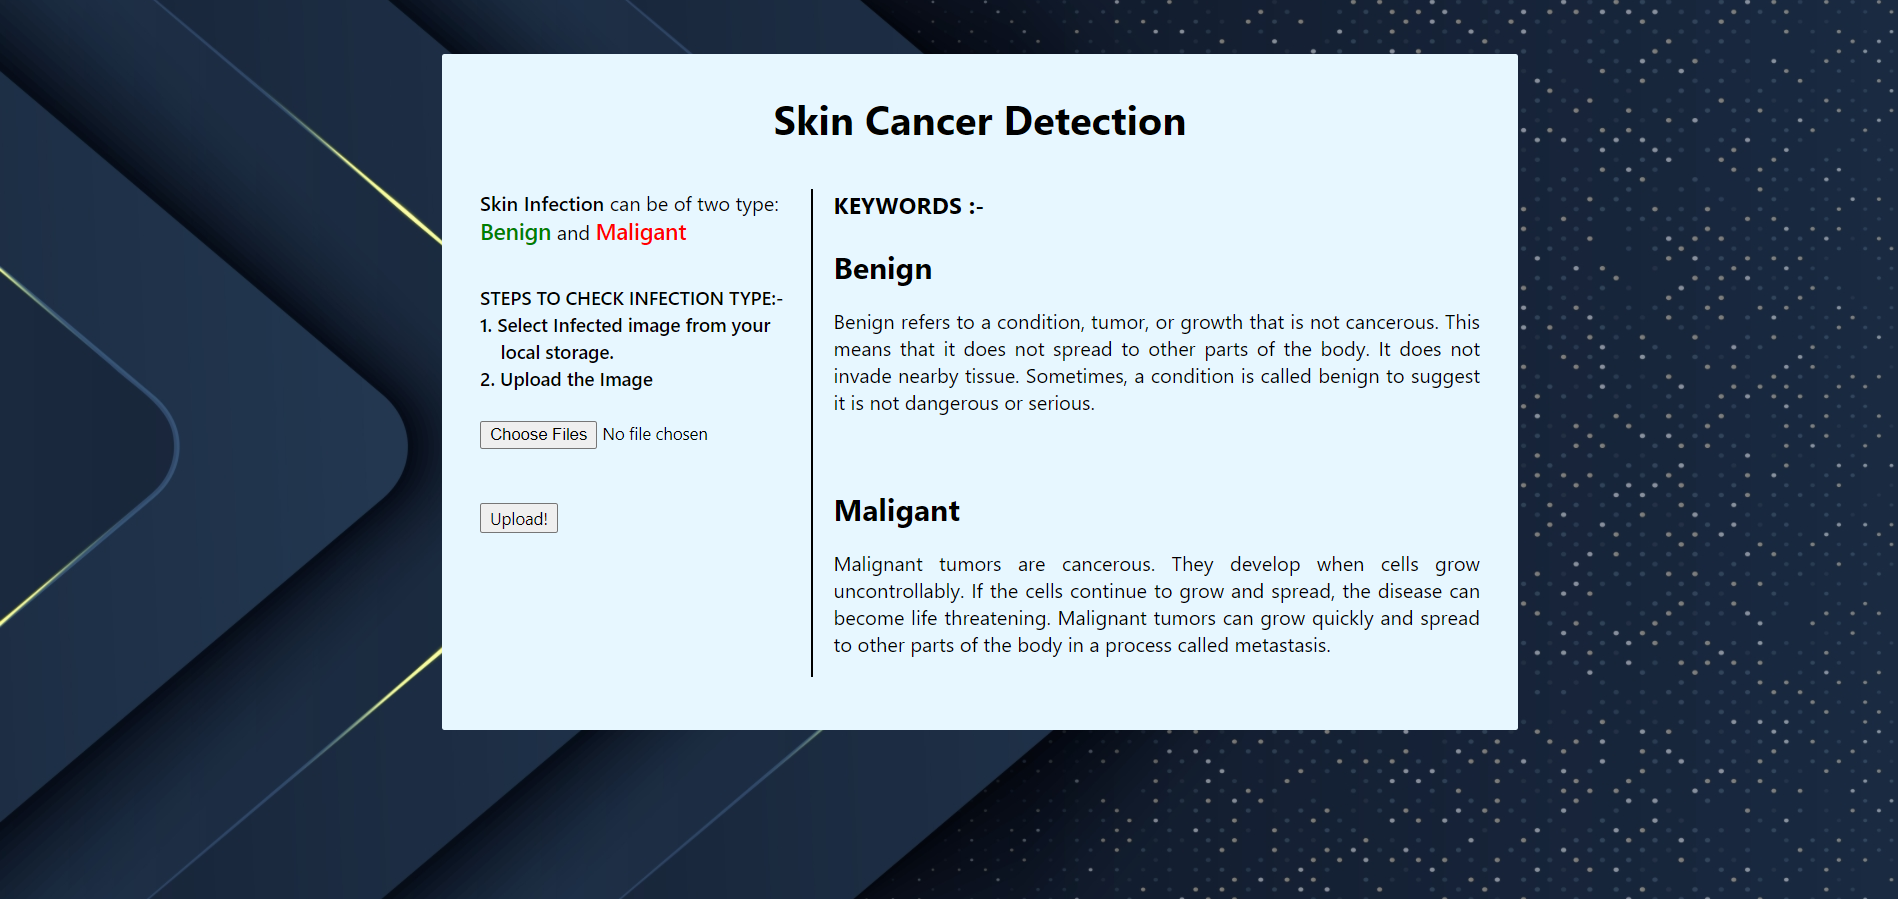 Skin Cancer Detection
Skin Infection can be of two type:
Benign and Maligant
STEPS TO CHECK INFECTION TYPE:-
1. Select Infected image from your
local storage.
2. Upload the Image
Choose Files No file chosen
Upload!
KEYWORDS :-
Benign
Benign refers to a condition, tumor, or growth that is not cancerous. This
means that it does not spread to other parts of the body. It does not
invade nearby tissue. Sometimes, a condition is called benign to suggest
it is not dangerous or serious.
Maligant
Malignant tumors are cancerous. They develop when cells grow
uncontrollably. If the cells continue to grow and spread, the disease can
become life threatening. Malignant tumors can grow quickly and spread
to other parts of the body in a process called metastasis.